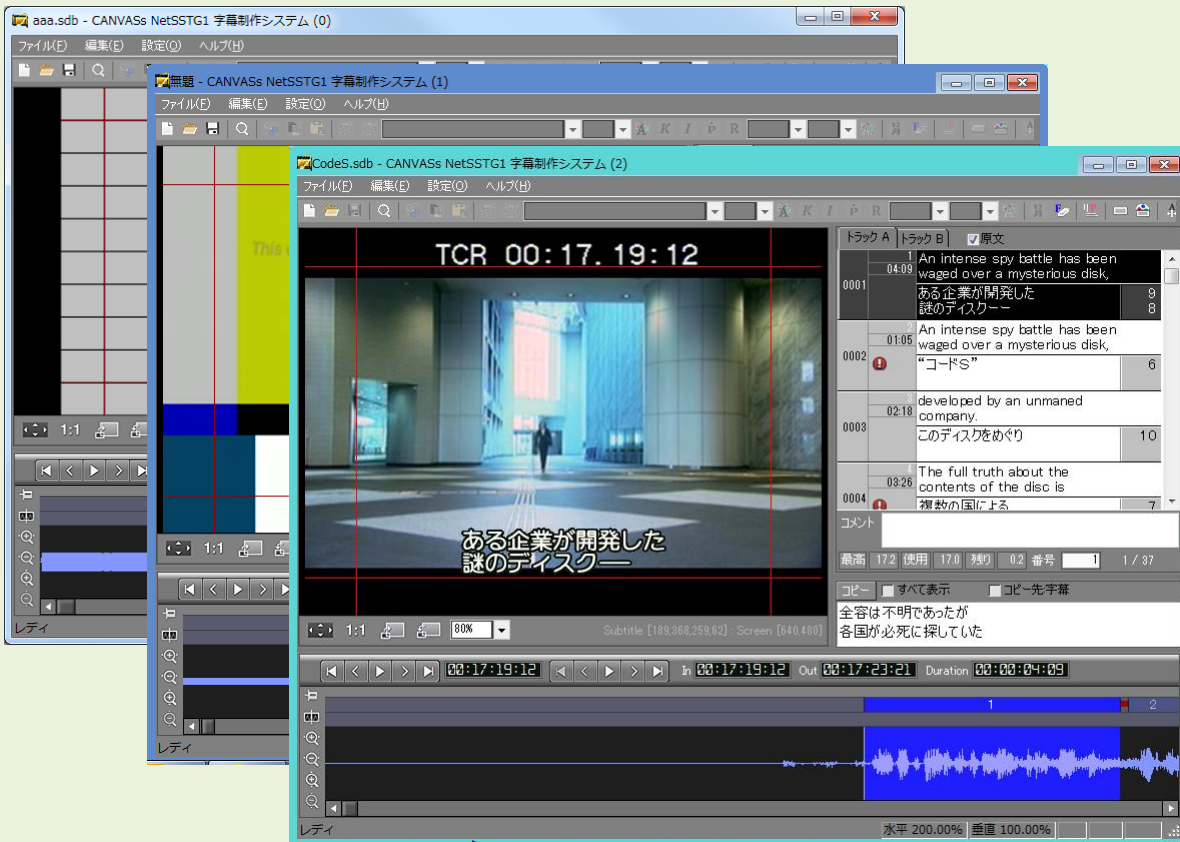 aaa.sdb - CANVASs NetSSTG1 字幕制作システム (0)
ファイル(F) 編集(E) 設定(O) ヘルプ(H)
1:1
レディ
無題 - CANVASs NetSSTG1 字幕制作システム (1)
ファイル(F) 編集(E) 設定(O) ヘルプ(H)
A K I P R
This
1:1
レディ
CodeS.sdb - CANVASs NetSSTG1 字幕制作システム (2)
ファイル(F) 編集(E) 設定(O) ヘルプ(H)
A K I P R
TCR 00:17.19:12
ある企業が開発した
謎のディスクーー
1:1 80% Subtitle [189,368,259,62] : Screen [640,480]
トラック A トラック B 原文
0001
1
04:09
An intense spy battle has been
waged over a mysterious disk,
ある企業が開発した 9
謎のディスクーー 8
0002
2
01:05
An intense spy battle has been
waged over a mysterious disk,
“コードS” 6
0003
3
02:18
developed by an unmaned
company.
このディスクをめぐり 10
0004
4
03:26
The full truth about the
contents of the disc is
複数の国による 7
コメント
最高 17.2 使用 17.0 残り 0.2 番号 1 1 / 37
コピー すべて表示 コピー先字幕
全容は不明であったが
各国が必死に探していた
00:17:19:12 In 00:17:19:12 Out 00:17:23:21 Duration 00:00:04:09
1 2
レディ 水平 200.00% 垂直 100.00%